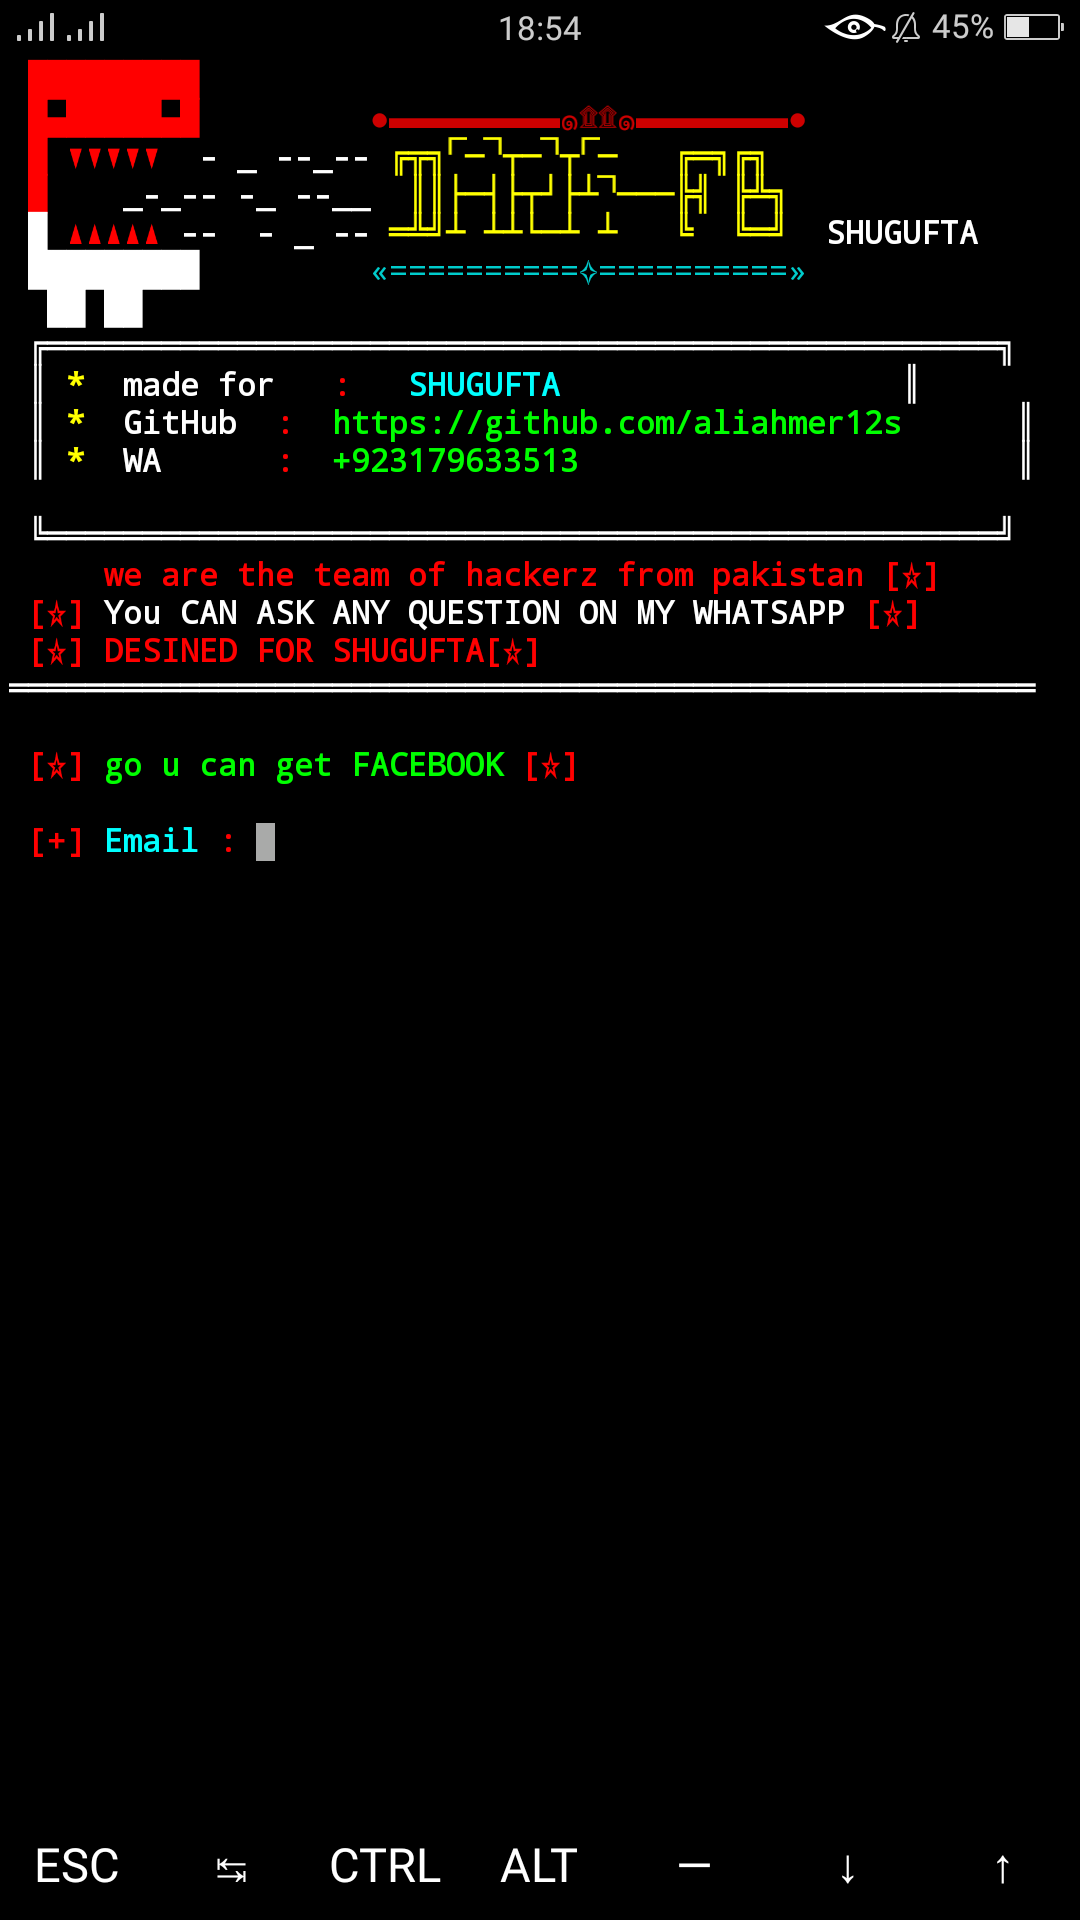 18:54 45%
SHUGUFTA
«==========✧==========»
* made for : SHUGUFTA
* GitHub : https://github.com/aliahmer12s
* WA : +923179633513
we are the team of hackerz from pakistan [☆]
[☆] You CAN ASK ANY QUESTION ON MY WHATSAPP [☆]
[☆] DESINED FOR SHUGUFTA[☆]
[☆] go u can get FACEBOOK [☆]
[+] Email :
ESC ↹ CTRL ALT — ↓ ↑